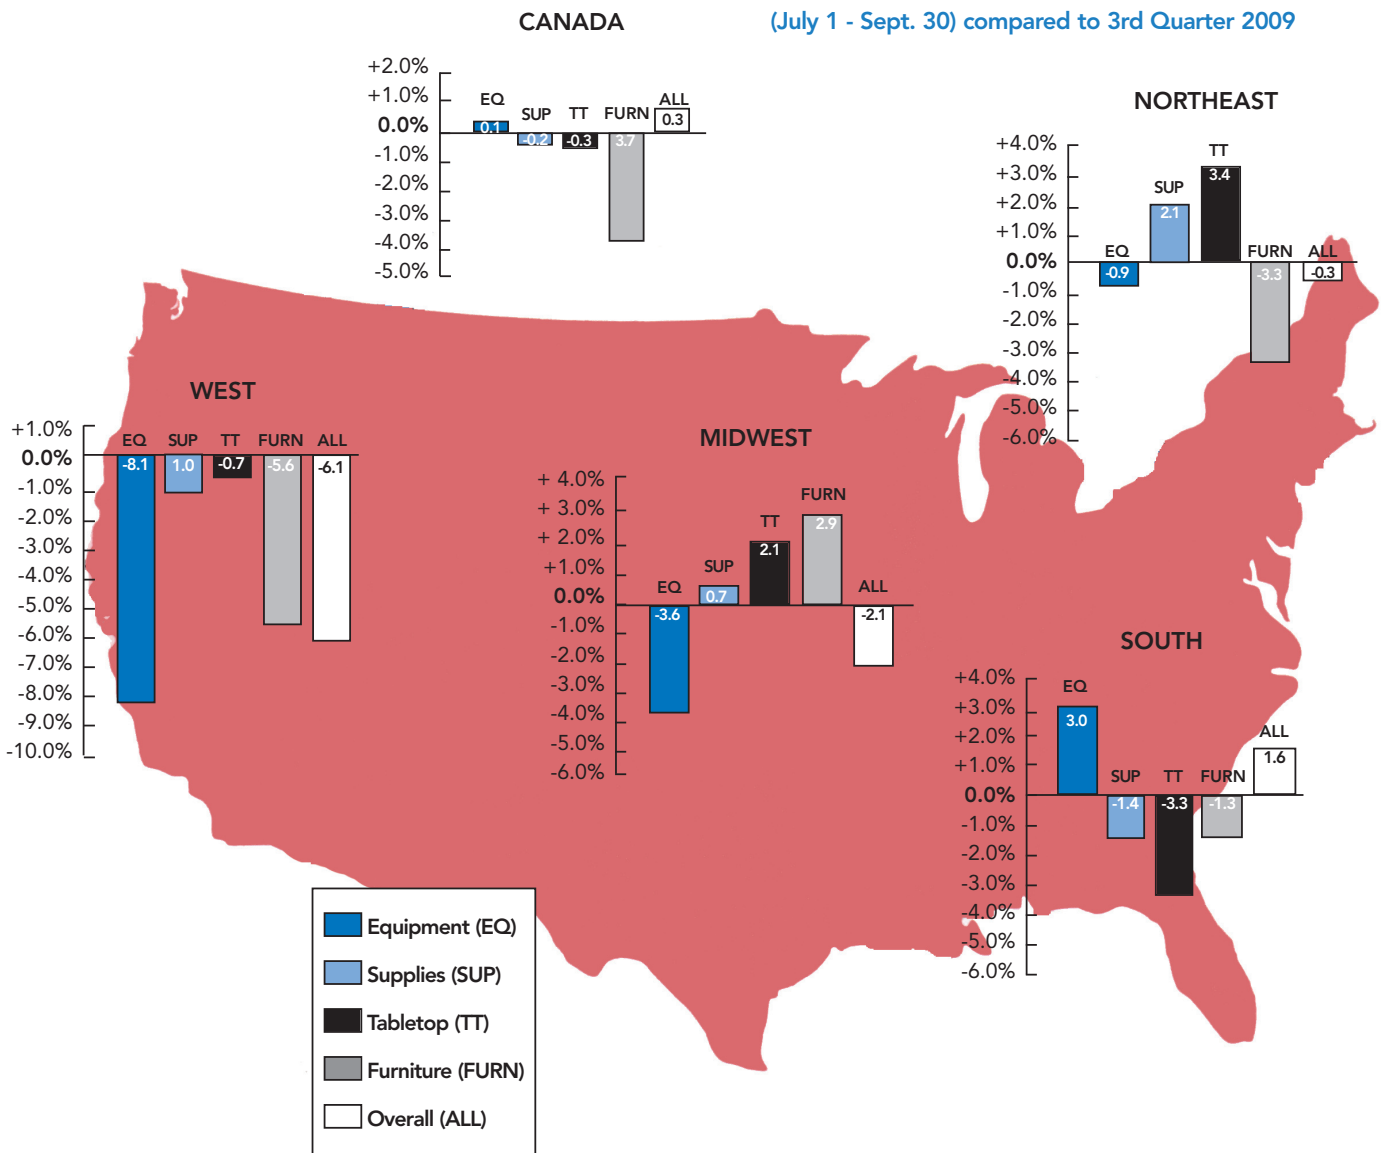 CANADA
(July 1 - Sept. 30) compared to 3rd Quarter 2009
+2.0%
+1.0%
0.0%
-1.0%
-2.0%
-3.0%
-4.0%
-5.0%
EQ
SUP
TT
FURN
ALL
0.1
-0.2
-0.3
3.7
0.3
NORTHEAST
+4.0%
+3.0%
+2.0%
+1.0%
0.0%
-1.0%
-2.0%
-3.0%
-4.0%
-5.0%
-6.0%
EQ
SUP
TT
FURN
ALL
-0.9
2.1
3.4
-3.3
-0.3
WEST
+1.0%
0.0%
-1.0%
-2.0%
-3.0%
-4.0%
-5.0%
-6.0%
-7.0%
-8.0%
-9.0%
-10.0%
EQ
SUP
TT
FURN
ALL
-8.1
1.0
-0.7
-5.6
-6.1
MIDWEST
+ 4.0%
+ 3.0%
+ 2.0%
+1.0%
0.0%
-1.0%
-2.0%
-3.0%
-4.0%
-5.0%
-6.0%
EQ
SUP
TT
FURN
ALL
-3.6
0.7
2.1
2.9
-2.1
SOUTH
+4.0%
+3.0%
+2.0%
+1.0%
0.0%
-1.0%
-2.0%
-3.0%
-4.0%
-5.0%
-6.0%
EQ
SUP
TT
FURN
ALL
3.0
-1.4
-3.3
-1.3
1.6
Equipment (EQ)
Supplies (SUP)
Tabletop (TT)
Furniture (FURN)
Overall (ALL)